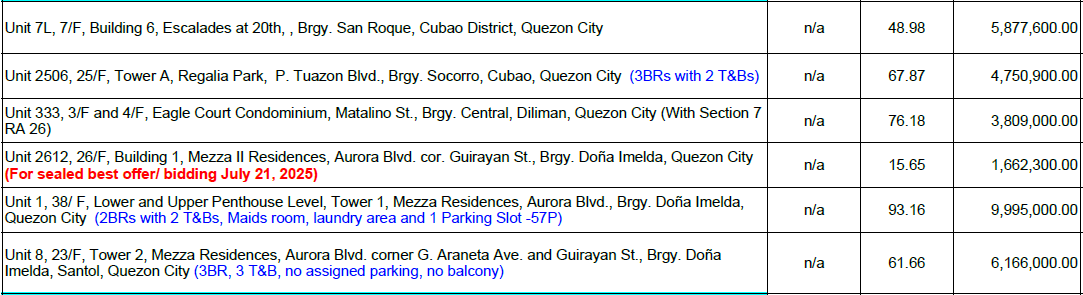 Unit 7L, 7/F, Building 6, Escalades at 20th, , Brgy. San Roque, Cubao District, Quezon City n/a 48.98 5,877,600.00
Unit 2506, 25/F, Tower A, Regalia Park, P. Tuazon Blvd., Brgy. Socorro, Cubao, Quezon City (3BRs with 2 T&Bs) n/a 67.87 4,750,900.00
Unit 333, 3/F and 4/F, Eagle Court Condominium, Matalino St., Brgy. Central, Diliman, Quezon City (With Section 7
RA 26) n/a 76.18 3,809,000.00
Unit 2612, 26/F, Building 1, Mezza II Residences, Aurora Blvd. cor. Guirayan St., Brgy. Doña Imelda, Quezon City
(For sealed best offer/ bidding July 21, 2025) n/a 15.65 1,662,300.00
Unit 1, 38/ F, Lower and Upper Penthouse Level, Tower 1, Mezza Residences, Aurora Blvd., Brgy. Doña Imelda,
Quezon City (2BRs with 2 T&Bs, Maids room, laundry area and 1 Parking Slot -57P) n/a 93.16 9,995,000.00
Unit 8, 23/F, Tower 2, Mezza Residences, Aurora Blvd. corner G. Araneta Ave. and Guirayan St., Brgy. Doña
Imelda, Santol, Quezon City (3BR, 3 T&B, no assigned parking, no balcony) n/a 61.66 6,166,000.00